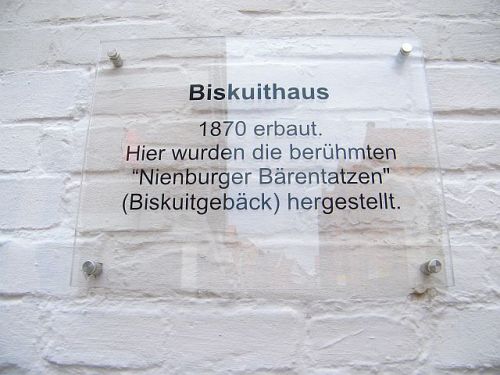 Biskuithaus
1870 erbaut.
Hier wurden die berühmten
“Nienburger Bärentatzen"
(Biskuitgebäck) hergestellt.